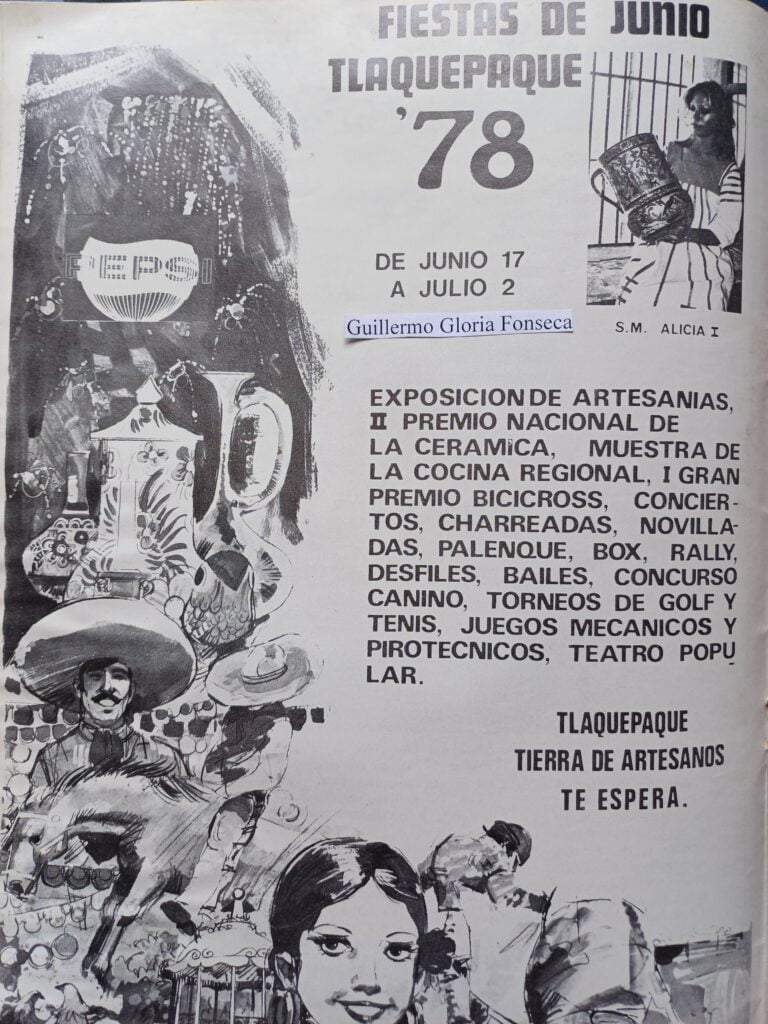 FIESTAS DE JUNIO
TLAQUEPAQUE
'78
DE JUNIO 17
A JULIO 2
Guillermo Gloria Fonseca
S.M. ALICIA I
EXPOSICION DE ARTESANIAS,
II PREMIO NACIONAL DE
LA CERAMiCA, MUESTRA DE
LA COCINA REGIONAL, I GRAN
PREMIO BICICROSS, CONCIER-
TOS, CHARREADAS, NOVILLA-
DAS, PALENQUE, BOX, RALLY,
DESFILES, BAILES, CONCURSO
CANINO, TORNEOS DE GOLF Y
TENIS, JUEGOS MECANICOS Y
PIROTECNICOS, TEATRO POPU
LAR.
TLAQUEPAQUE
TIERRA DE ARTESANOS
TE ESPERA.